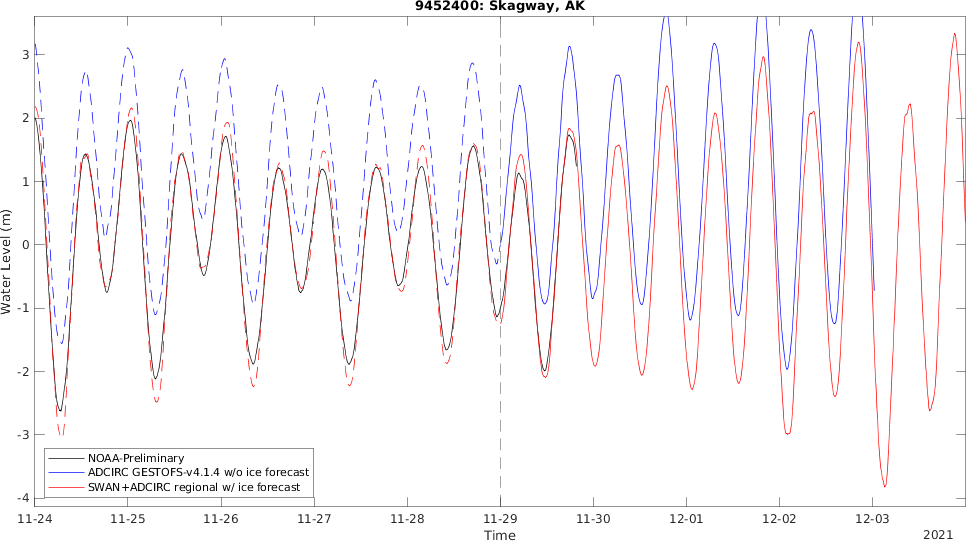 9452400: Skagway, AK
Water Level (m)
3
2
1
0
-1
-2
-3
-4
NOAA-Preliminary
ADCIRC GESTOFS-v4.1.4 w/o ice forecast
SWAN+ADCIRC regional w/ ice forecast
11-24 11-25 11-26 11-27 11-28 11-29 11-30 12-01 12-02 12-03
Time
2021